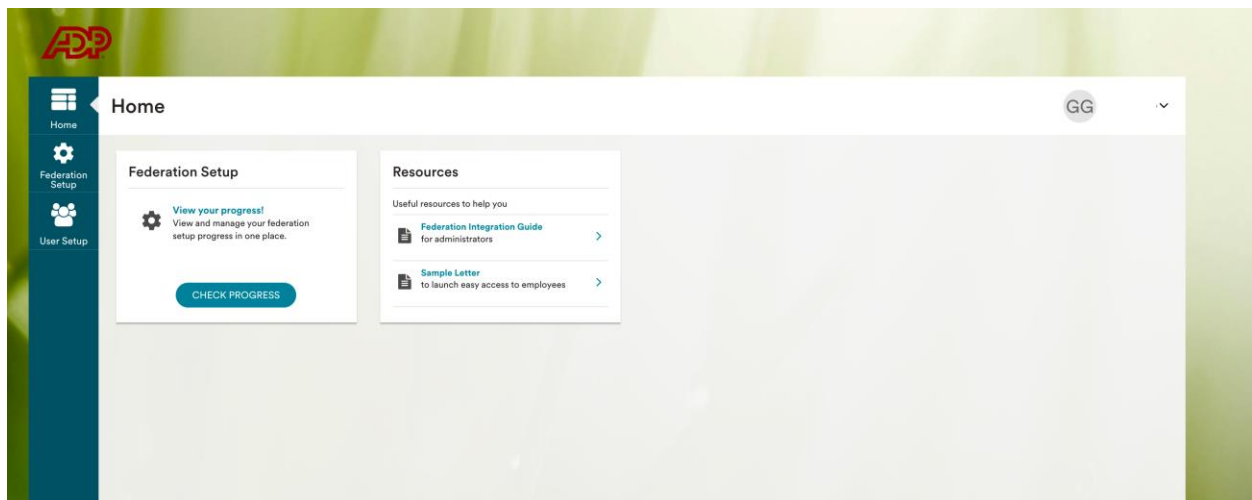 ADP
Home
Federation
Setup
User Setup
Home
GG
Federation Setup
View your progress!
View and manage your federation
setup progress in one place.
CHECK PROGRESS
Resources
Useful resources to help you
Federation Integration Guide
for administrators
Sample Letter
to launch easy access to employees